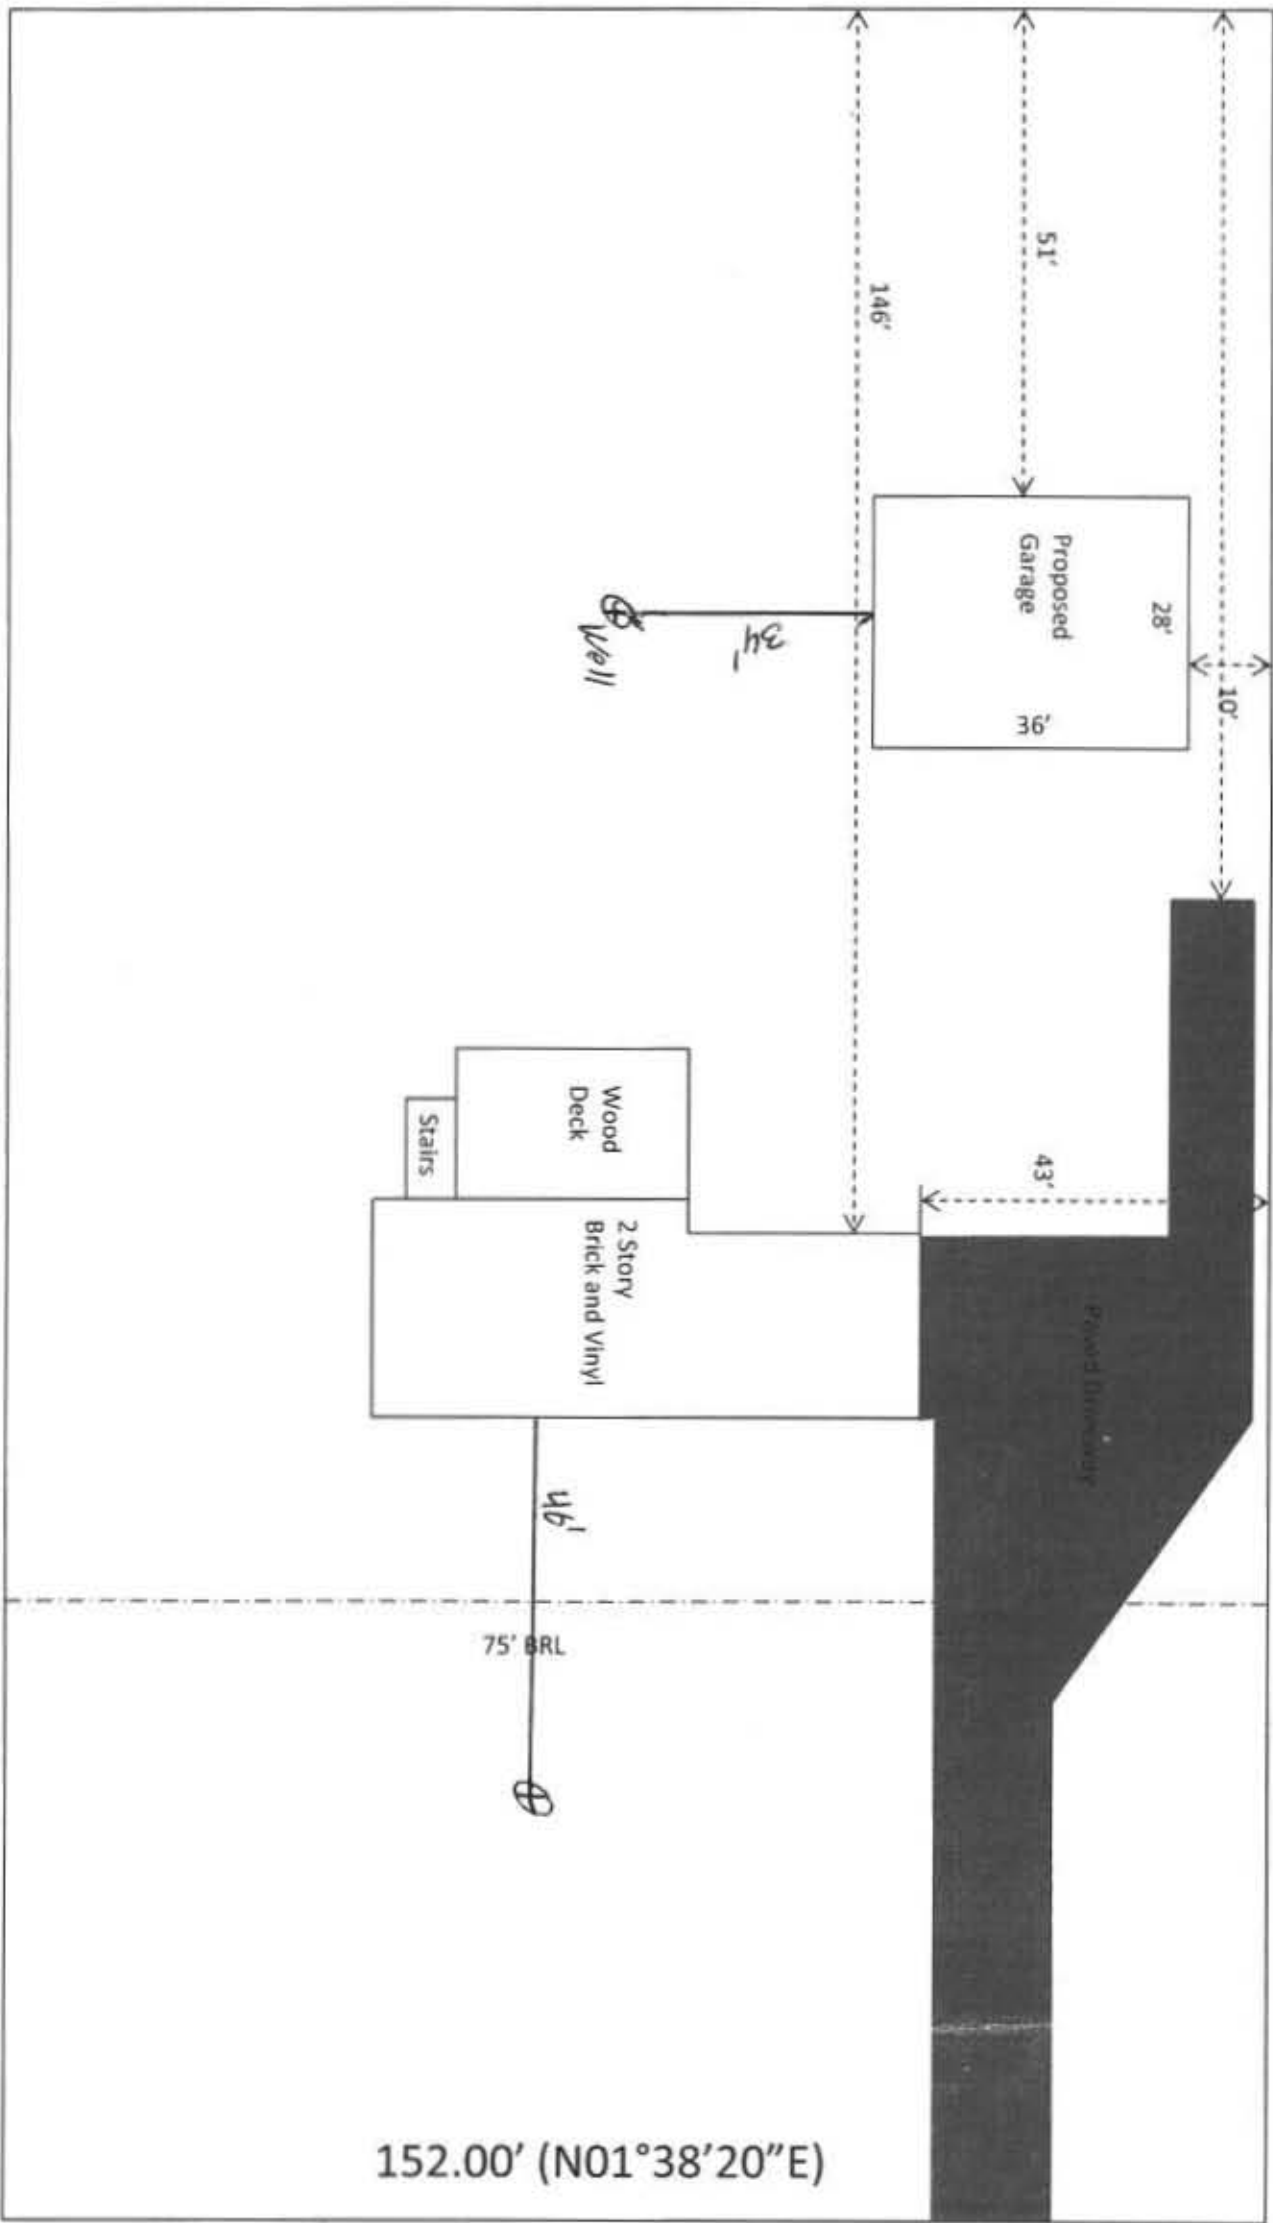 51'
146'
Proposed
Garage
28'
36'
10'
34'
Well
43'
Wood
Deck
Stairs
2 Story
Brick and Vinyl
Paved Driveway
46'
75' BRL
152.00' (N01°38'20"E)